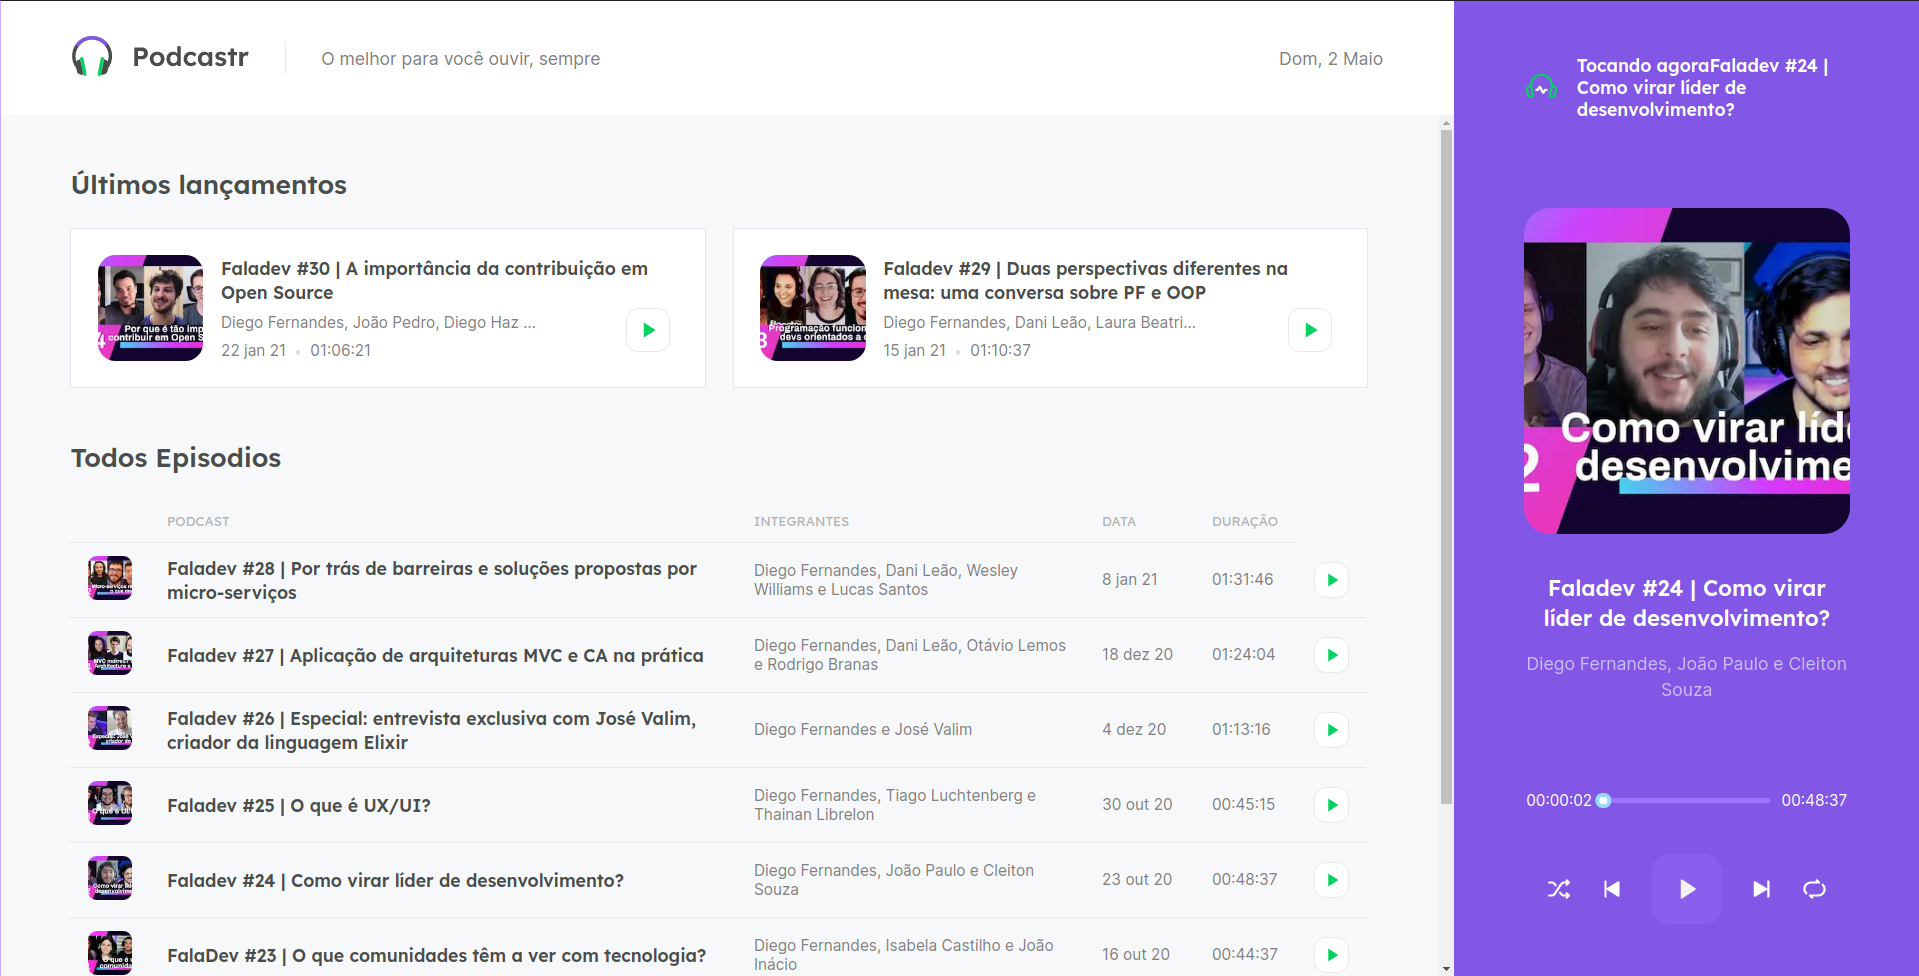 Podcastr
O melhor para você ouvir, sempre
Dom, 2 Maio
Últimos lançamentos
Faladev #30 | A importância da contribuição em
Open Source
Diego Fernandes, João Pedro, Diego Haz ...
22 jan 21
01:06:21
Por que é tão imp
contribuir em Open S
Faladev #29 | Duas perspectivas diferentes na
mesa: uma conversa sobre PF e OOP
Diego Fernandes, Dani Leão, Laura Beatri...
15 jan 21
01:10:37
Programação funcion
devs orientados a
Todos Episodios
PODCAST INTEGRANTES DATA DURAÇÃO
Faladev #28 | Por trás de barreiras e soluções propostas por
micro-serviços
Diego Fernandes, Dani Leão, Wesley
Williams e Lucas Santos
8 jan 21
01:31:46
Faladev #27 | Aplicação de arquiteturas MVC e CA na prática
Diego Fernandes, Dani Leão, Otávio Lemos
e Rodrigo Branas
18 dez 20
01:24:04
Faladev #26 | Especial: entrevista exclusiva com José Valim,
criador da linguagem Elixir
Diego Fernandes e José Valim
4 dez 20
01:13:16
Faladev #25 | O que é UX/UI?
Diego Fernandes, Tiago Luchtenberg e
Thainan Librelon
30 out 20
00:45:15
Faladev #24 | Como virar líder de desenvolvimento?
Diego Fernandes, João Paulo e Cleiton
Souza
23 out 20
00:48:37
FalaDev #23 | O que comunidades têm a ver com tecnologia?
Diego Fernandes, Isabela Castilho e João
Inácio
16 out 20
00:44:37
Tocando agoraFaladev #24 |
Como virar líder de
desenvolvimento?
Como virar líd
2 desenvolvime
Faladev #24 | Como virar
líder de desenvolvimento?
Diego Fernandes, João Paulo e Cleiton
Souza
00:00:02
00:48:37